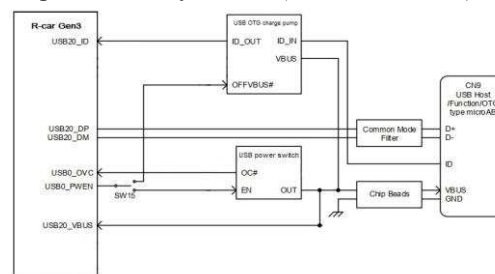 R-car Gen3
USB20_ID
USB OTG charge pump
ID_OUT
ID_IN
VBUS
OFFVBUS#
CN9
USB Host
/Function/OTG
type microAB
USB20_DP
USB20_DM
Common Mode
Filter
D+
D-
USB0_OVC
USB0_PWEN
SW15
USB power switch
OC#
EN
OUT
ID
Chip Beads
VBUS
GND
USB20_VBUS